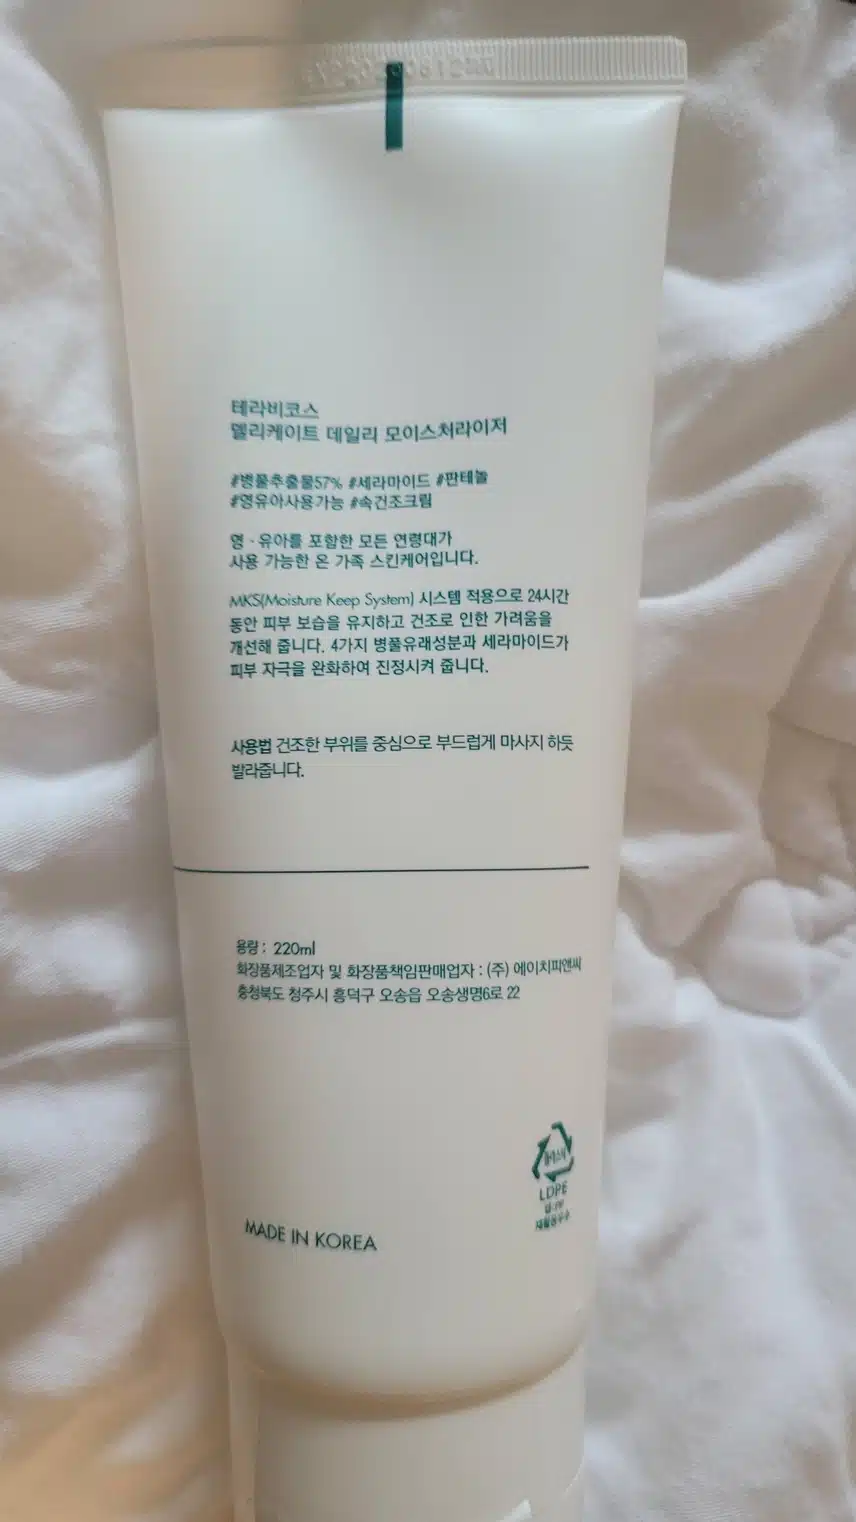 테라비코스
델리케이트 데일리 모이스처라이저
#병풀추출물57% #세라마이드 #판테놀
#영유아사용가능 #속건조크림
영·유아를 포함한 모든 연령대가
사용 가능한 온 가족 스킨케어입니다.
MKS(Moisture Keep System) 시스템 적용으로 24시간
동안 피부 보습을 유지하고 건조로 인한 가려움을
개선해 줍니다. 4가지 병풀유래성분과 세라마이드가
피부 자극을 완화하여 진정시켜 줍니다.
사용법 건조한 부위를 중심으로 부드럽게 마사지 하듯
발라줍니다.
용량 : 220ml
화장품제조업자 및 화장품책임판매업자 : (주) 에이치피앤씨
충청북도 청주시 흥덕구 오송읍 오송생명6로 22
LDPE
재활용우수
MADE IN KOREA